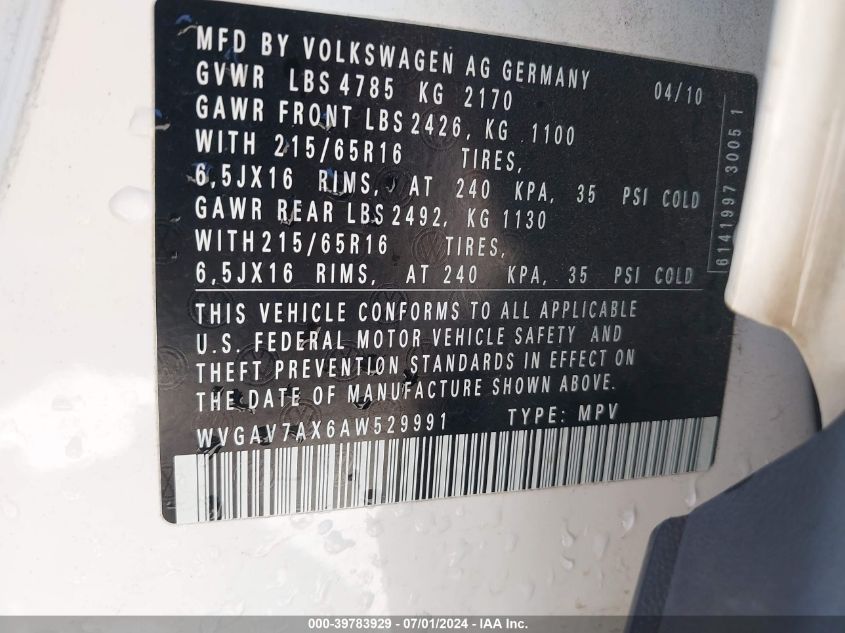 MFD BY VOLKSWAGEN AG GERMANY 04/10
GVWR LBS 4785 KG 2170
GAWR FRONT LBS 2426, KG 1100
WITH 215/65R16 TIRES,
6,5JX16 RIMS, AT 240 KPA, 35 PSI COLD
GAWR REAR LBS 2492, KG 1130
WITH 215/65R16 TIRES,
6,5JX16 RIMS, AT 240 KPA, 35 PSI COLD
THIS VEHICLE CONFORMS TO ALL APPLICABLE
U.S. FEDERAL MOTOR VEHICLE SAFETY AND
THEFT PREVENTION STANDARDS IN EFFECT ON
THE DATE OF MANUFACTURE SHOWN ABOVE.
WVGAV7AX6AW529991 TYPE: MPV
6141997 3005 1
000-39783929 - 07/01/2024 - IAA Inc.